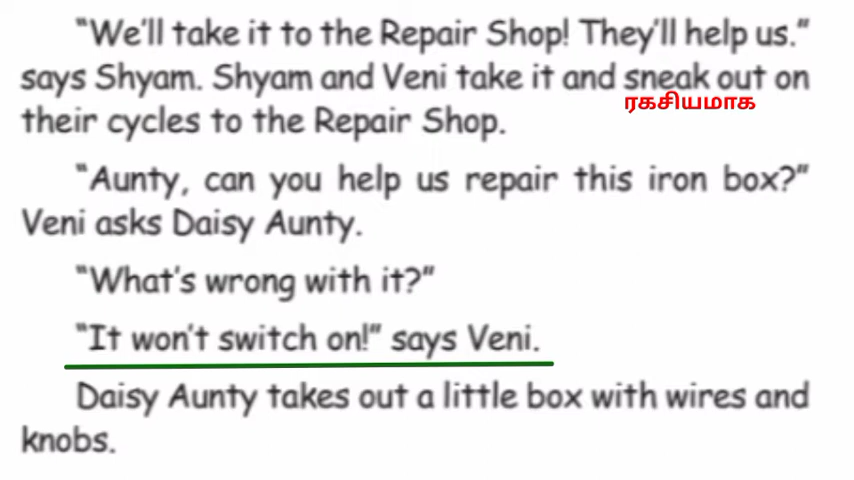 “We’ll take it to the Repair Shop! They’ll help us.”
says Shyam. Shyam and Veni take it and sneak out on
ரகசியமாக
their cycles to the Repair Shop.
“Aunty, can you help us repair this iron box?”
Veni asks Daisy Aunty.
“What’s wrong with it?”
“It won’t switch on!” says Veni.
Daisy Aunty takes out a little box with wires and
knobs.